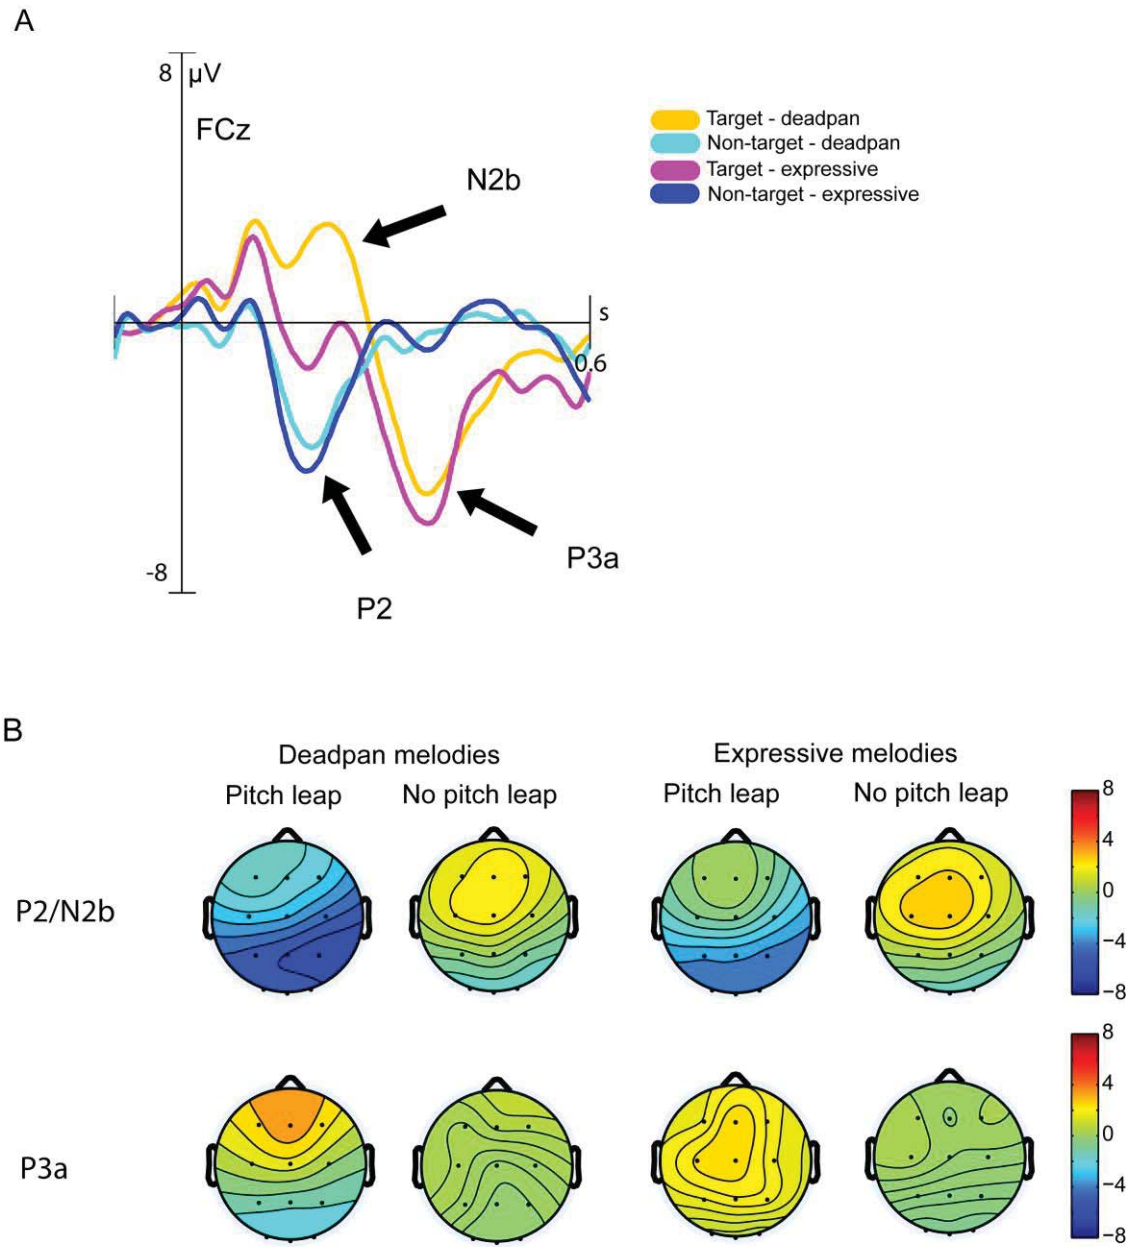 A
8 µV
FCz
N2b
Target - deadpan
Non-target - deadpan
Target - expressive
Non-target - expressive
s
0.6
P3a
-8
P2
B
Deadpan melodies
Expressive melodies
Pitch leap
No pitch leap
Pitch leap
No pitch leap
P2/N2b
8
4
0
−4
−8
P3a
8
4
0
−4
−8